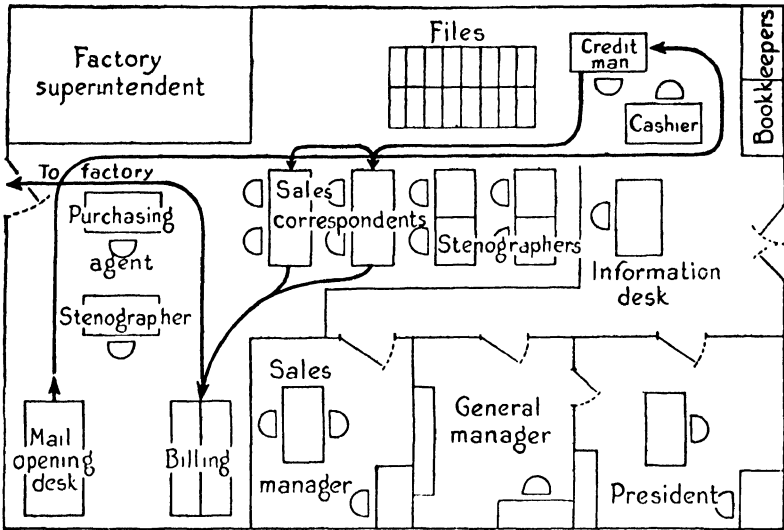 Factory
superintendent
Files
Credit
man
Cashier
Bookkeepers
To factory
Purchasing
agent
Stenographer
Sales
correspondents
Stenographers
Information
desk
Mail
opening
desk
Billing
Sales
manager
General
manager
President